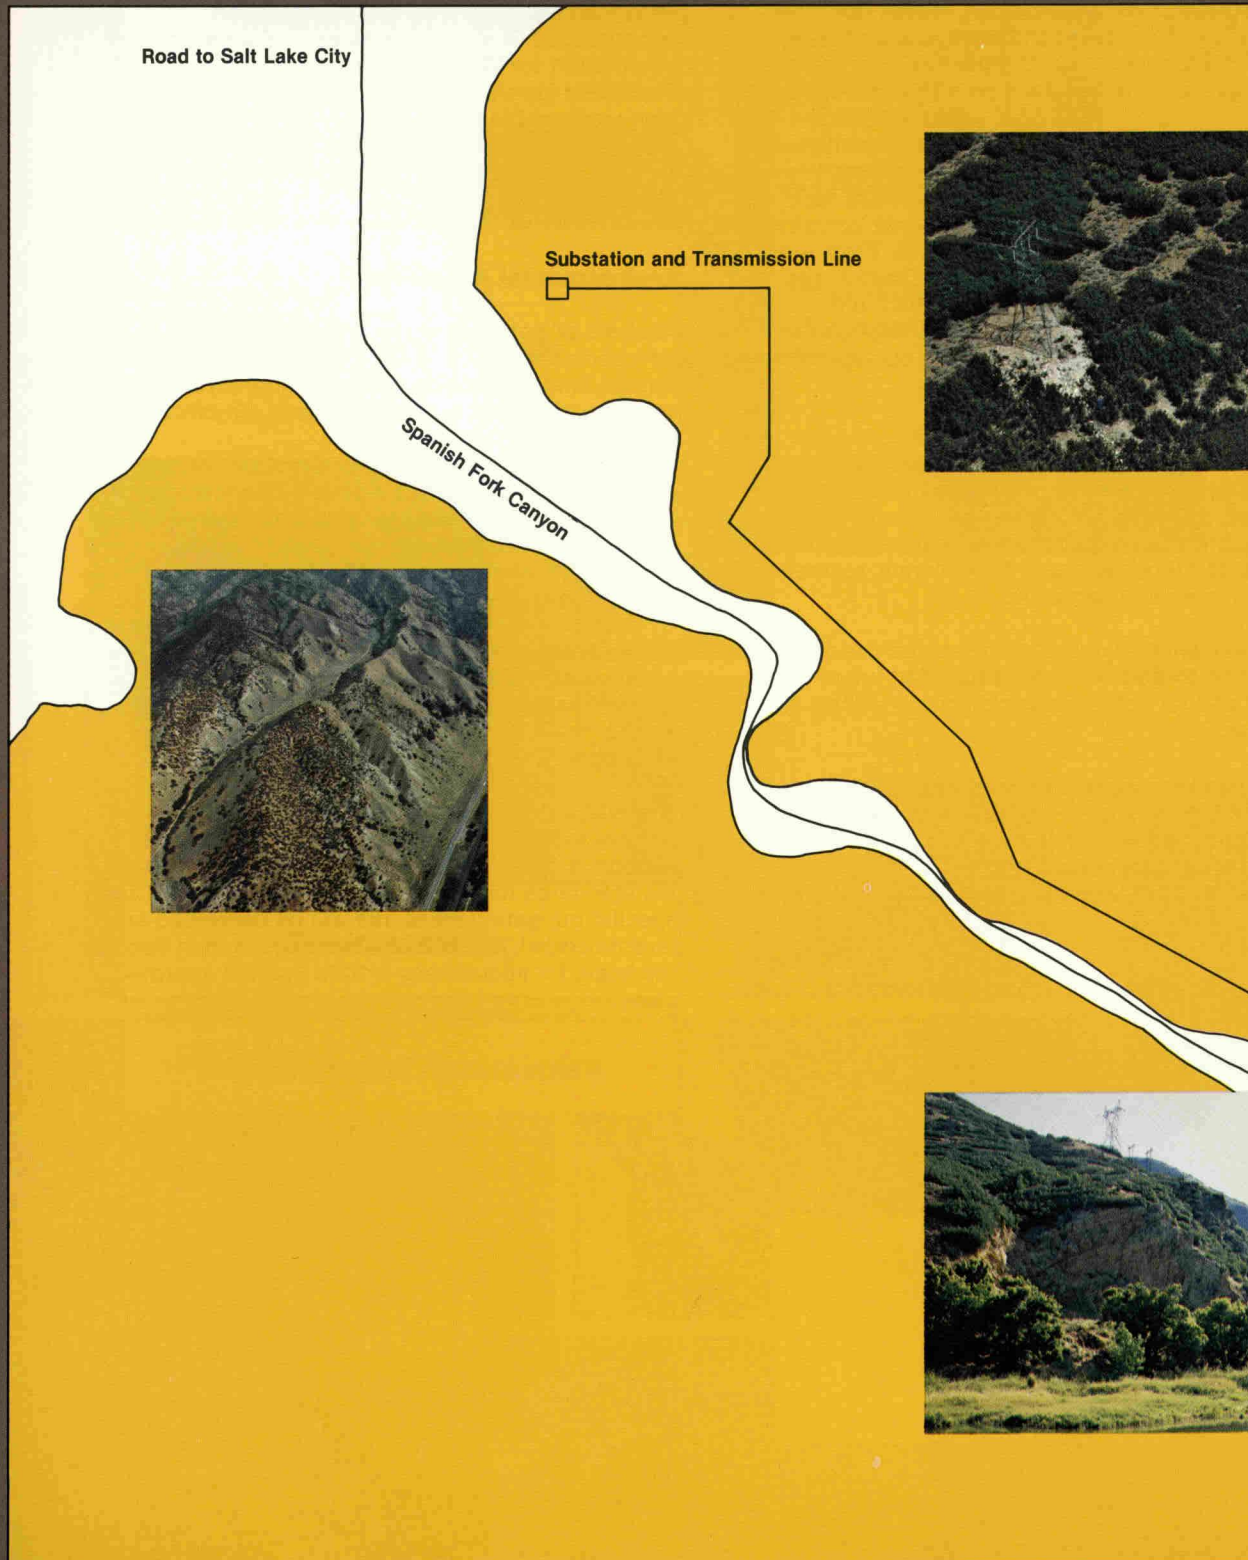 Road to Salt Lake City
Substation and Transmission Line
Spanish Fork Canyon